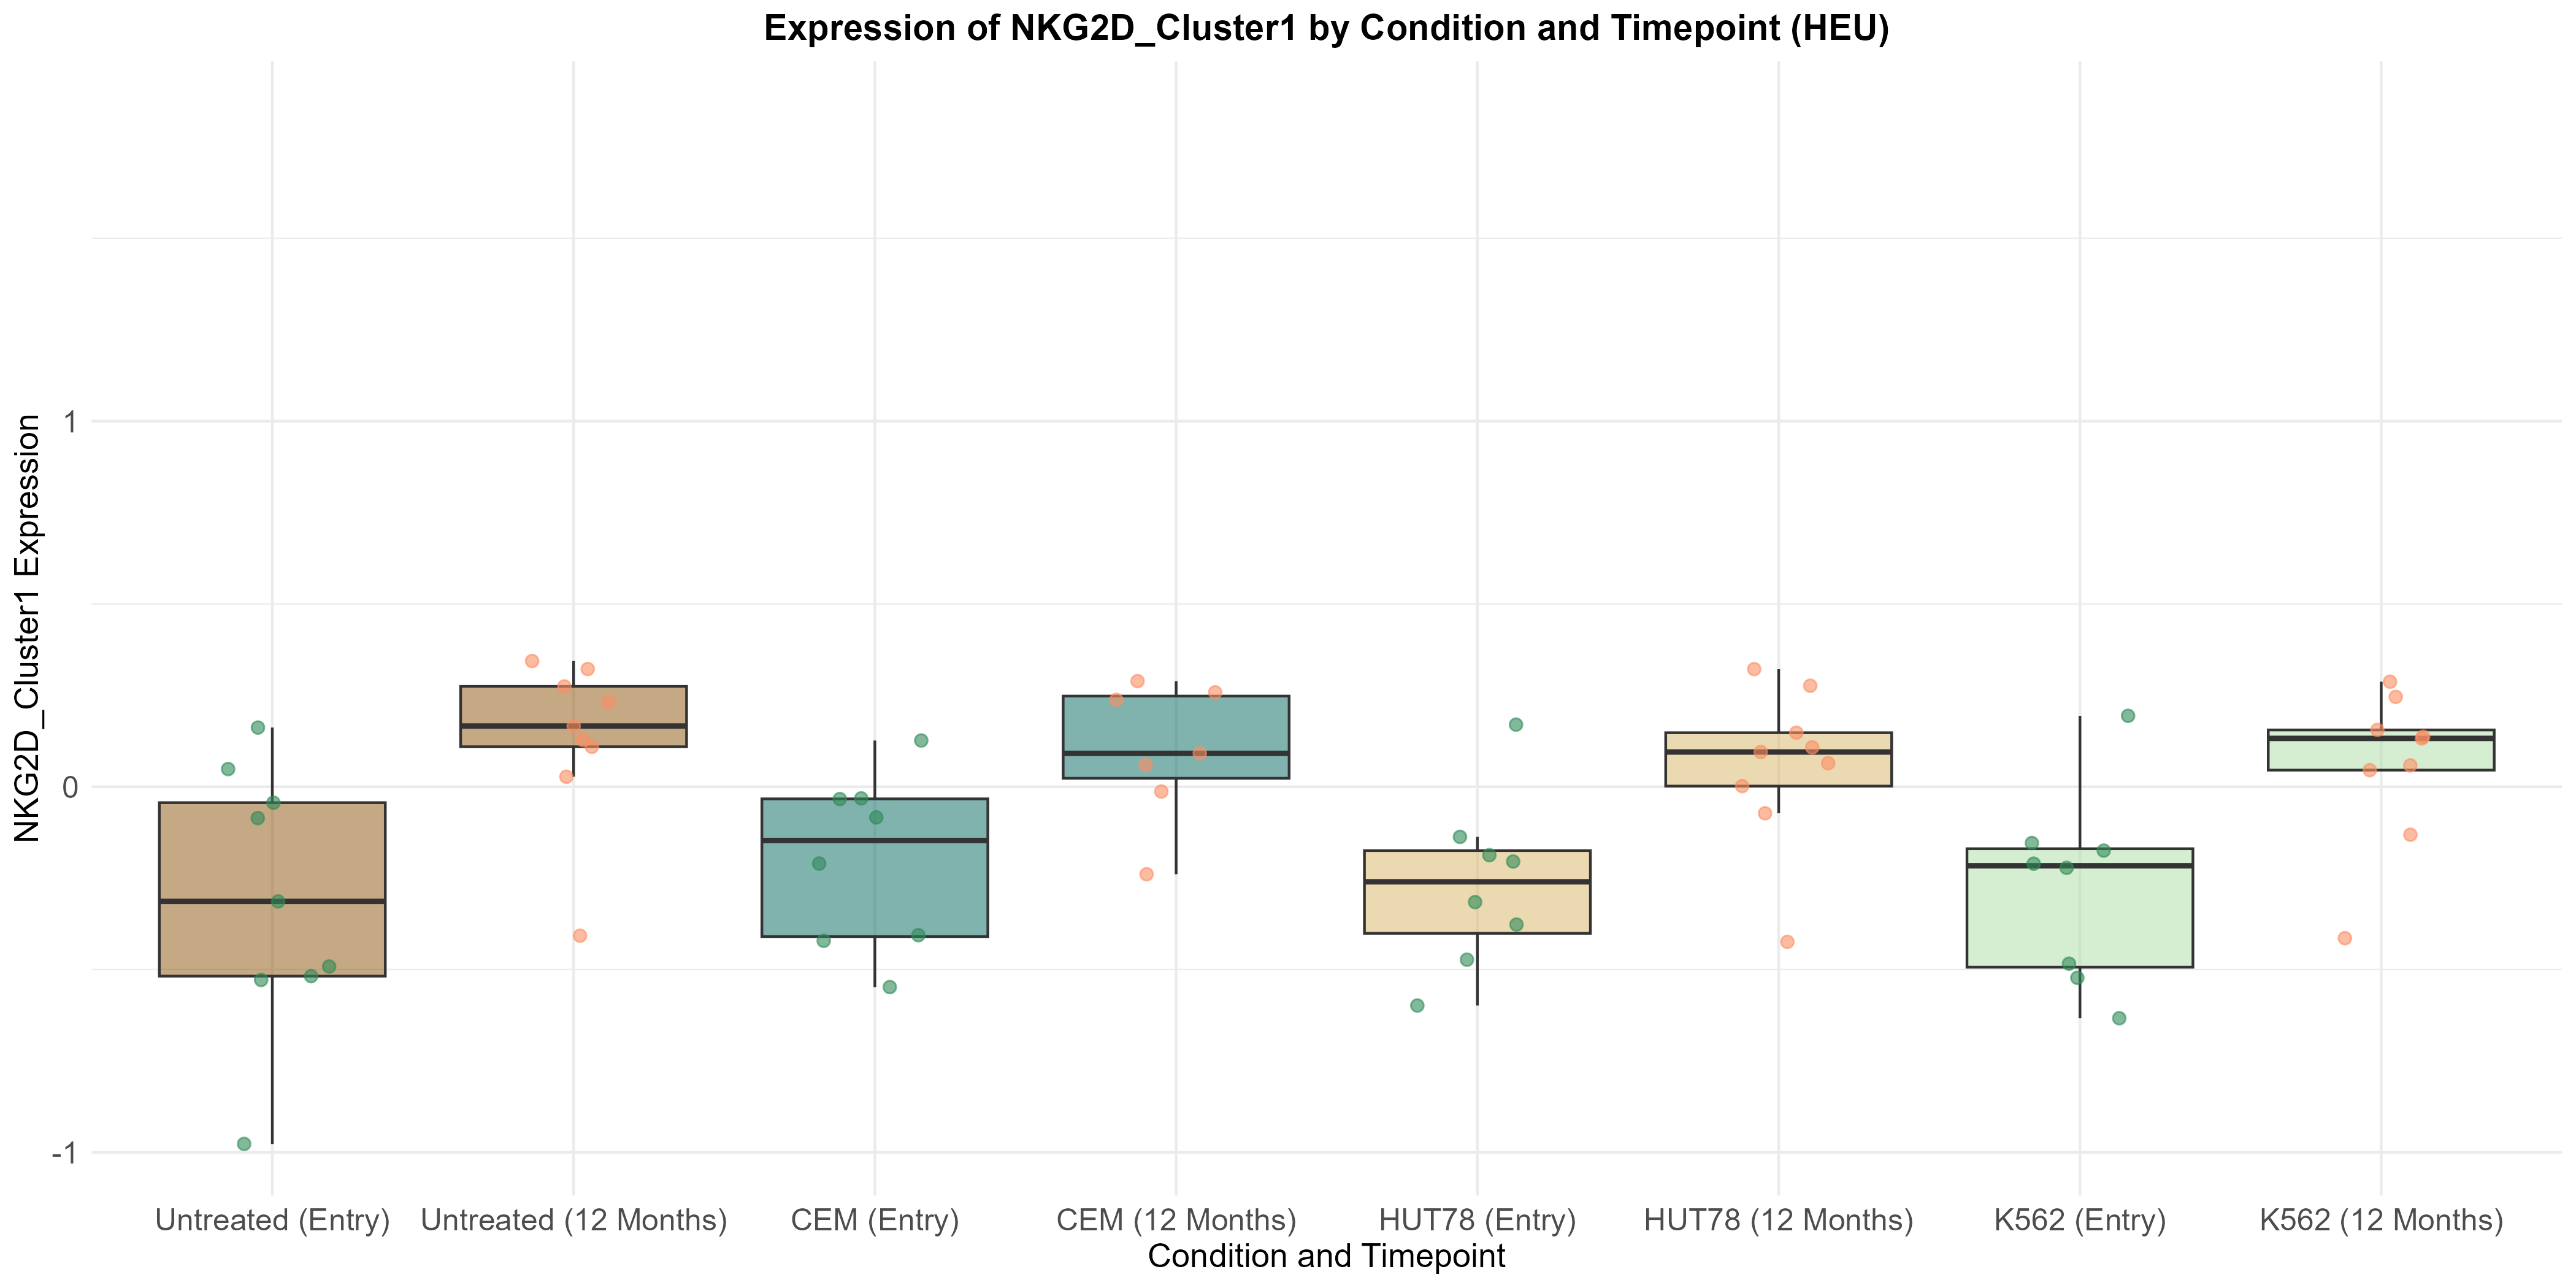 Expression of NKG2D_Cluster1 by Condition and Timepoint (HEU)
NKG2D_Cluster1 Expression
1
0
-1
Untreated (Entry)
Untreated (12 Months)
CEM (Entry)
CEM (12 Months)
HUT78 (Entry)
HUT78 (12 Months)
K562 (Entry)
K562 (12 Months)
Condition and Timepoint